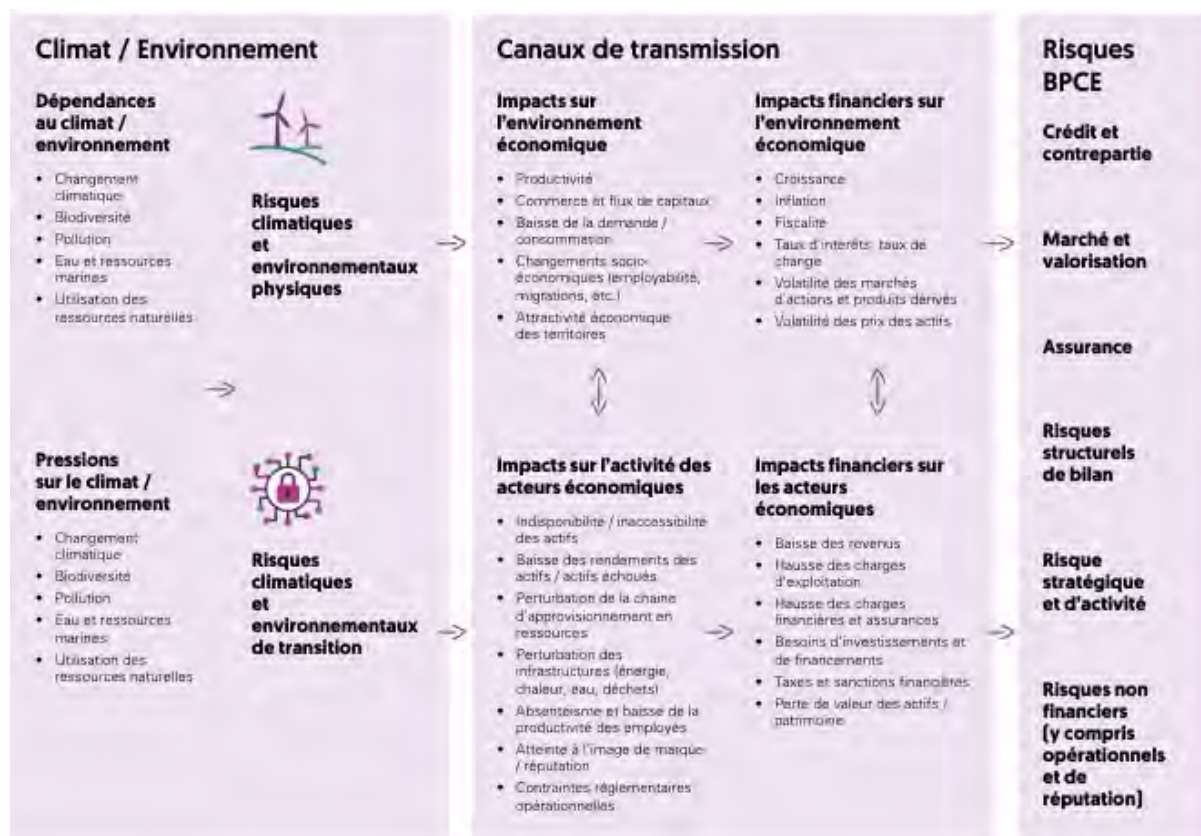 Climat / Environnement
Dépendances
au climat /
environnement
• Changement
climatique
• Biodiversité
• Pollution
• Eau et ressources
marines
• Utilisation des
ressources naturelles
Risques
climatiques
et
environnementaux
physiques
Pressions
sur le climat /
environnement
• Changement
climatique
• Biodiversité
• Pollution
• Eau et ressources
marines
• Utilisation des
ressources naturelles
Risques
climatiques
et
environnementaux
de transition
Canaux de transmission
Impacts sur
l'environnement
économique
• Productivité
• Commerce et flux de capitaux
• Baisse de la demande /
consommation
• Changements socio-
économiques (employabilité,
migrations, etc.)
• Attractivité économique
des territoires
Impacts financiers sur
l'environnement
économique
• Croissance
• Inflation
• Fiscalité
• Taux d'intérêts, taux de
change
• Volatilité des marchés
d'actions et produits dérivés
• Volatilité des prix des actifs
Impacts sur l'activité des
acteurs économiques
• Indisponibilité / inaccessibilité
des actifs
• Baisse des rendements des
actifs / actifs échoués
• Perturbation de la chaine
d'approvisionnement en
ressources
• Perturbation des
infrastructures (énergie,
chaleur, eau, déchets)
• Absentéisme et baisse de la
productivité des employés
• Atteinte à l'image de marque
/ réputation
• Contraintes réglementaires
opérationnelles
Impacts financiers sur
les acteurs
économiques
• Baisse des revenus
• Hausse des charges
d'exploitation
• Hausse des charges
financières et assurances
• Besoins d'investissements et
de financements
• Taxes et sanctions financières
• Perte de valeur des actifs /
patrimoine
Risques
BPCE
Crédit et
contrepartie
Marché et
valorisation
Assurance
Risques
structurels
de bilan
Risque
stratégique
et d'activité
Risques non
financiers
(y compris
opérationnels
et de
réputation)